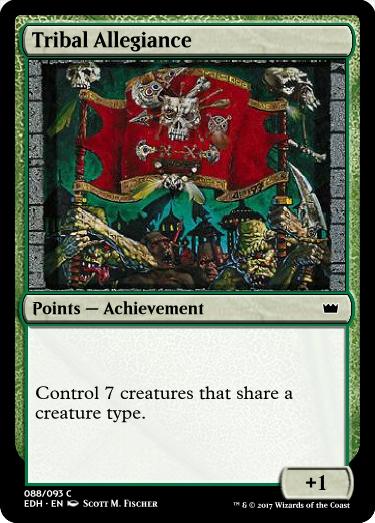 Tribal Allegiance
Points — Achievement
Control 7 creatures that share a
creature type.
+1
088/093 C
EDH • EN Scott M. Fischer
™ & © 2017 Wizards of the Coast